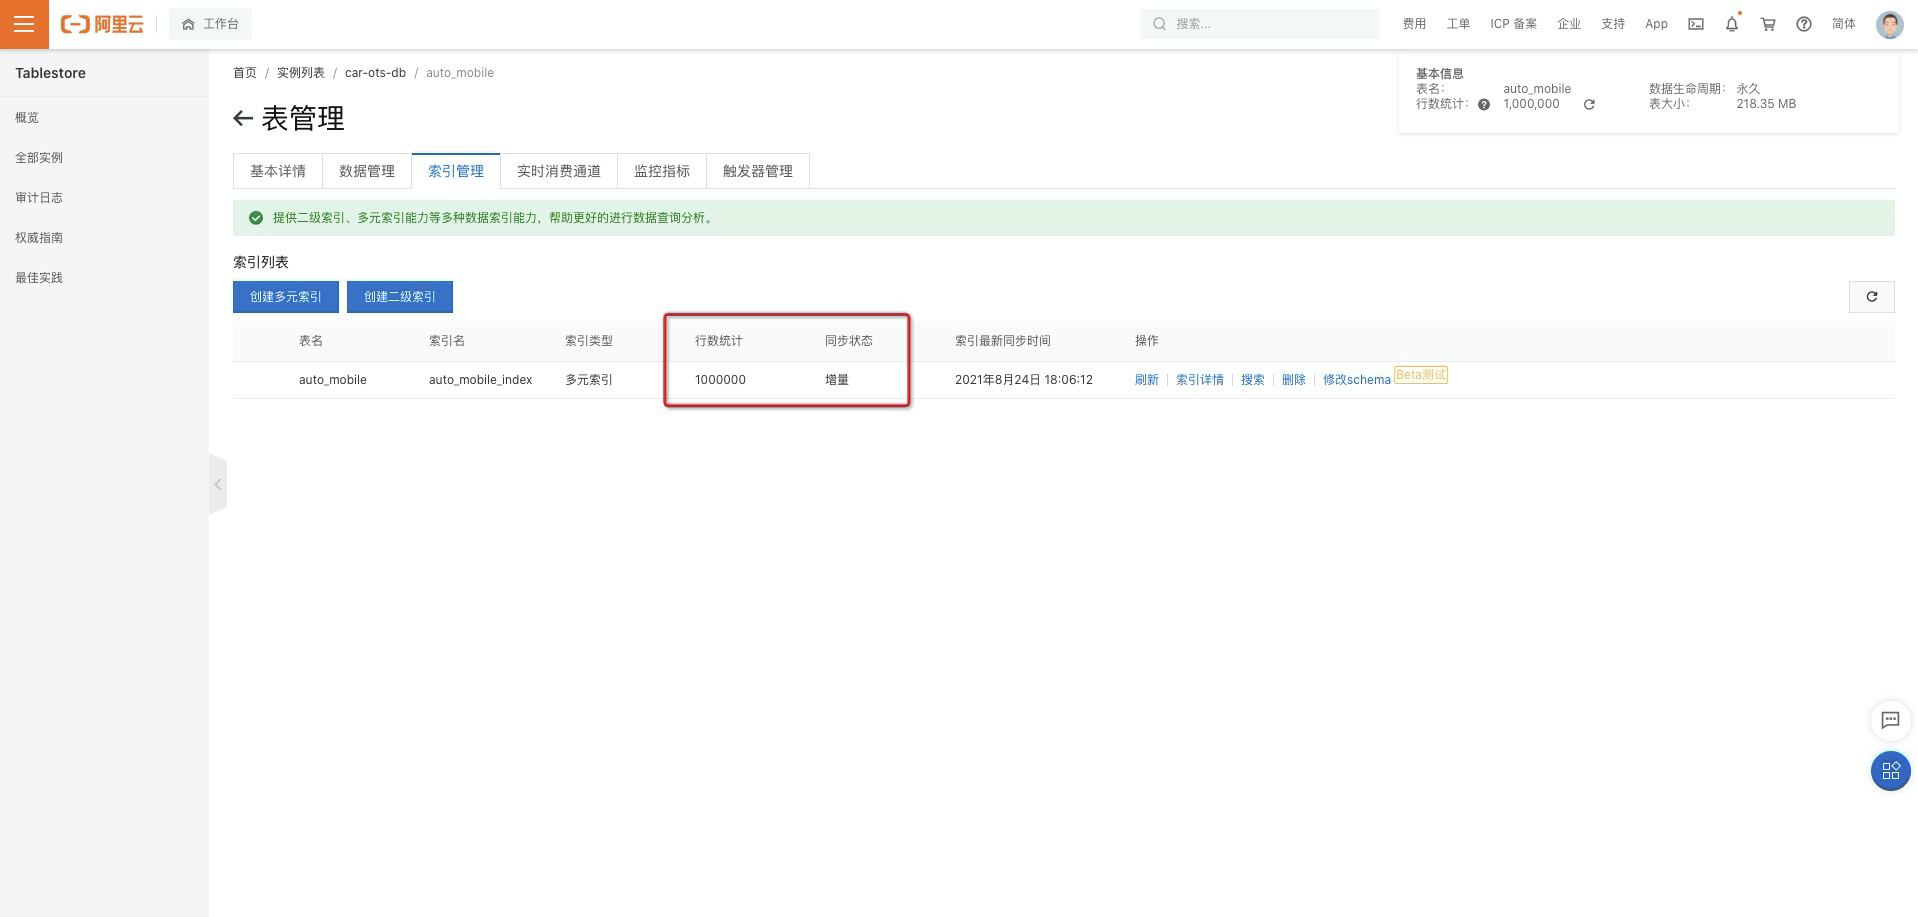 阿里云
工作台
搜索...
费用 工单 ICP 备案 企业 支持 App 简体
Tablestore
概览
全部实例
审计日志
权威指南
最佳实践
首页 / 实例列表 / car-ots-db / auto_mobile
表管理
基本信息
表名： auto_mobile 数据生命周期： 永久
行数统计： 1,000,000 表大小： 218.35 MB
基本详情 数据管理 索引管理 实时消费通道 监控指标 触发器管理
提供二级索引、多元索引能力等多种数据索引能力，帮助更好的进行数据查询分析。
索引列表
创建多元索引 创建二级索引
表名 索引名 索引类型 行数统计 同步状态 索引最新同步时间 操作
auto_mobile auto_mobile_index 多元索引 1000000 增量 2021年8月24日 18:06:12 刷新 索引详情 搜索 删除 修改schema Beta测试